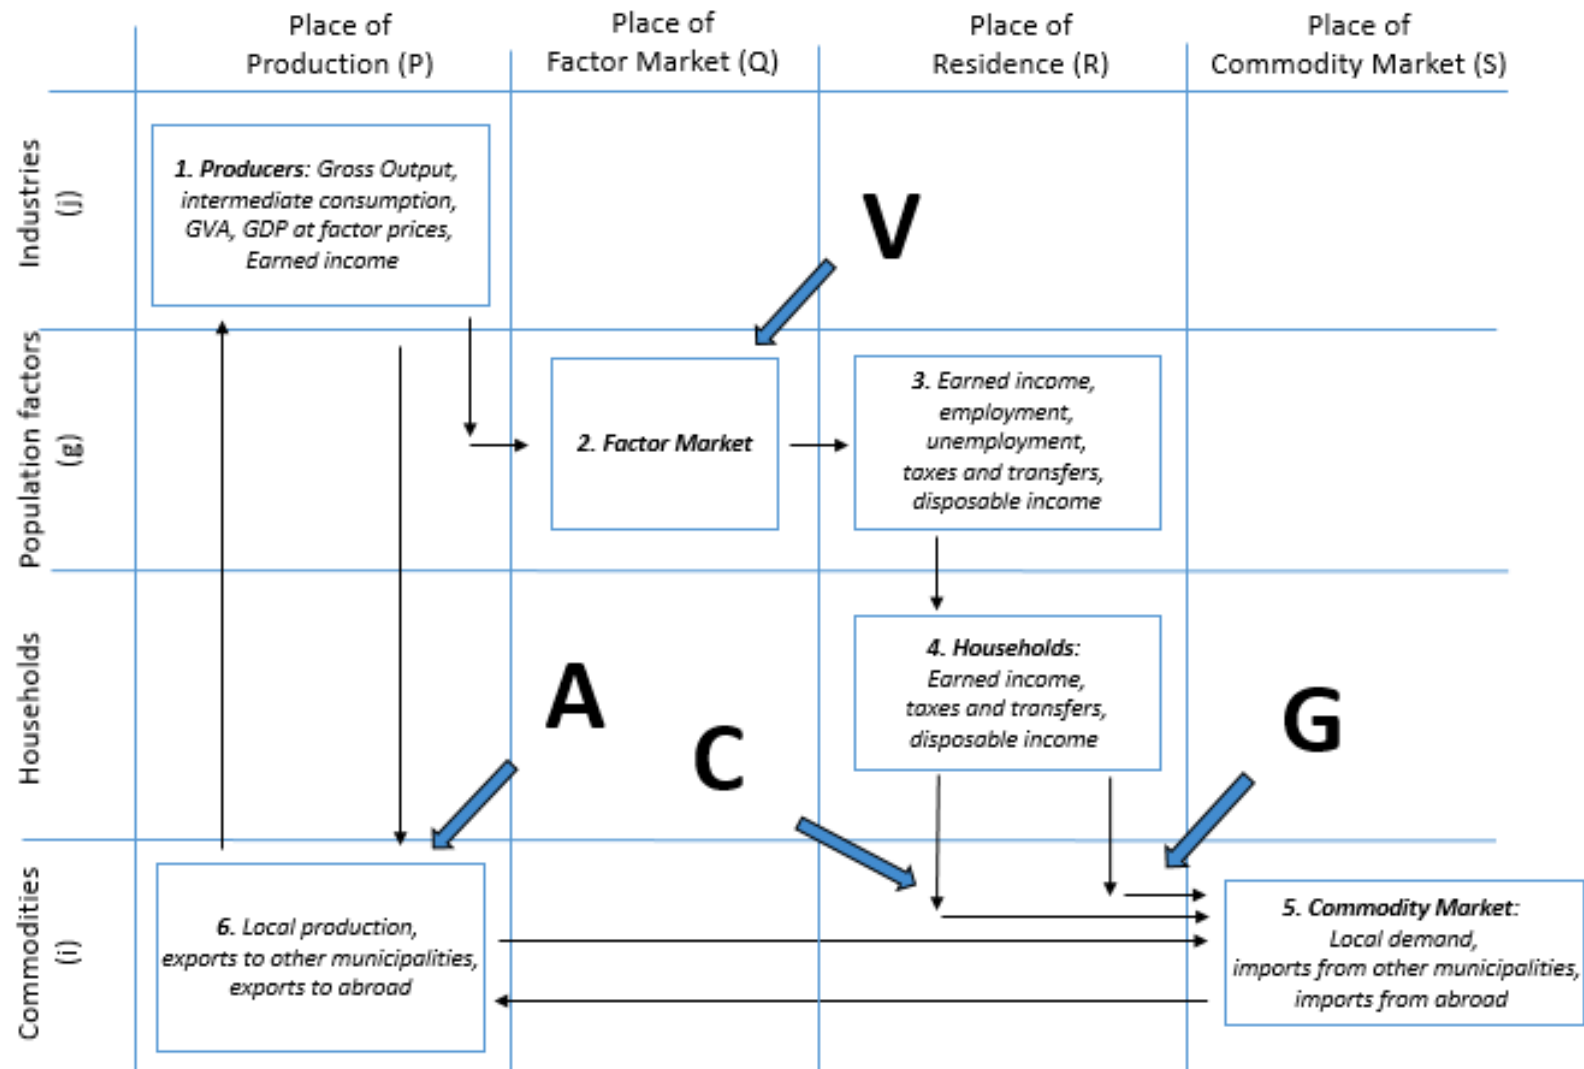 Place of
Production (P)
Place of
Factor Market (Q)
Place of
Residence (R)
Place of
Commodity Market (S)
Industries
(j)
1. Producers: Gross Output,
intermediate consumption,
GVA, GDP at factor prices,
Earned income
V
Population factors
(g)
2. Factor Market
3. Earned income,
employment,
unemployment,
taxes and transfers,
disposable income
Households
A
C
4. Households:
Earned income,
taxes and transfers,
disposable income
G
Commodities
(i)
6. Local production,
exports to other municipalities,
exports to abroad
5. Commodity Market:
Local demand,
imports from other municipalities,
imports from abroad